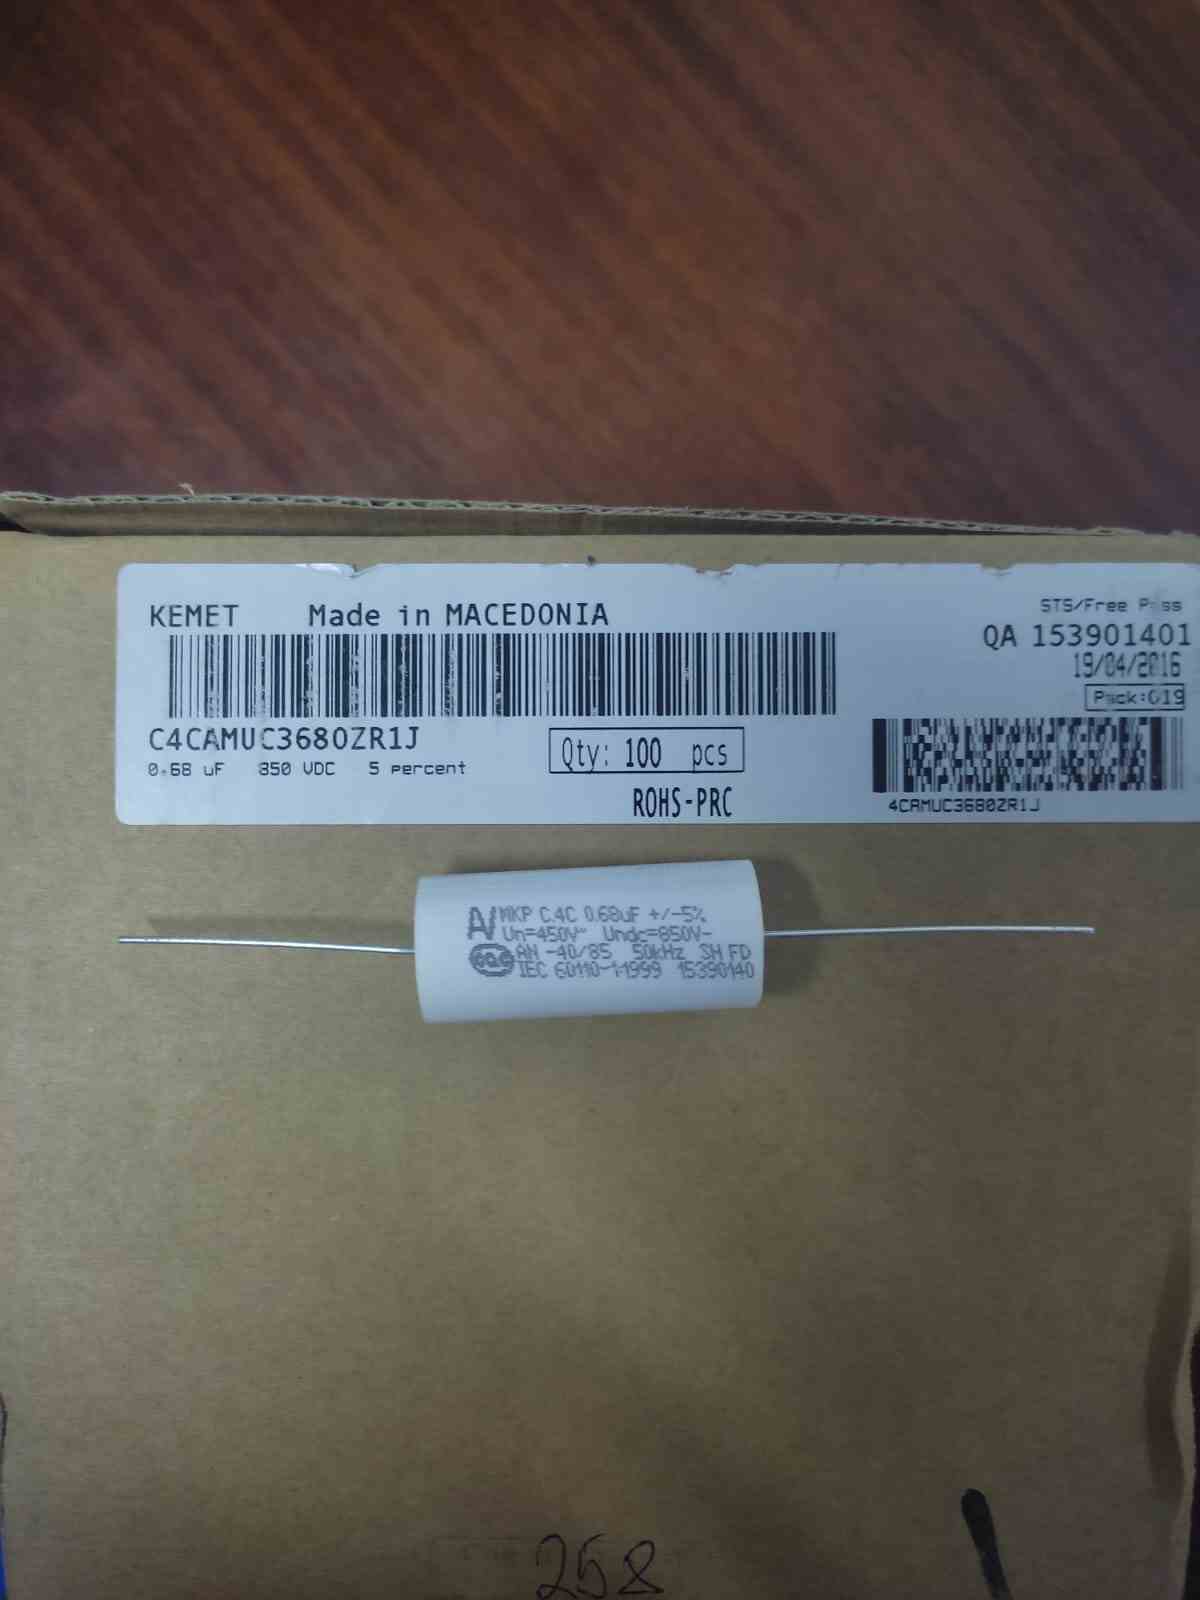 KEMET Made in MACEDONIA
STS/Free Pass
QA 153901401
19/04/2016
Pack:019
C4CAMUC3680ZR1J
0.68 uF 850 VDC 5 percent
Qty: 100 pcs
ROHS-PRC
4CAMUC3680ZR1J
MKP C.4C 0.68uF +/-5%
Un=450V~ Undc=850V-
CQC AN -40/85 50kHz SH FD
IEC 60110-1:1999 15390140
258